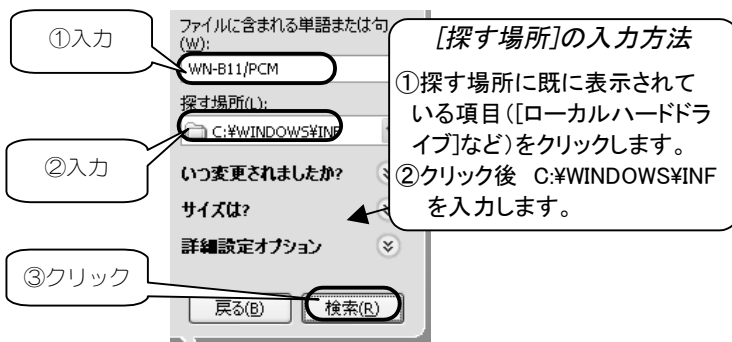 ①入力
ファイルに含まれる単語または句
(W):
WN-B11/PCM
探す場所(L):
C:¥WINDOWS¥INF
②入力
いつ変更されましたか?
サイズは?
詳細設定オプション
③クリック
戻る(B)
検索(R)
[探す場所]の入力方法
①探す場所に既に表示されて
いる項目([ローカルハードドラ
イブ]など)をクリックします。
②クリック後 C:¥WINDOWS¥INF
を入力します。